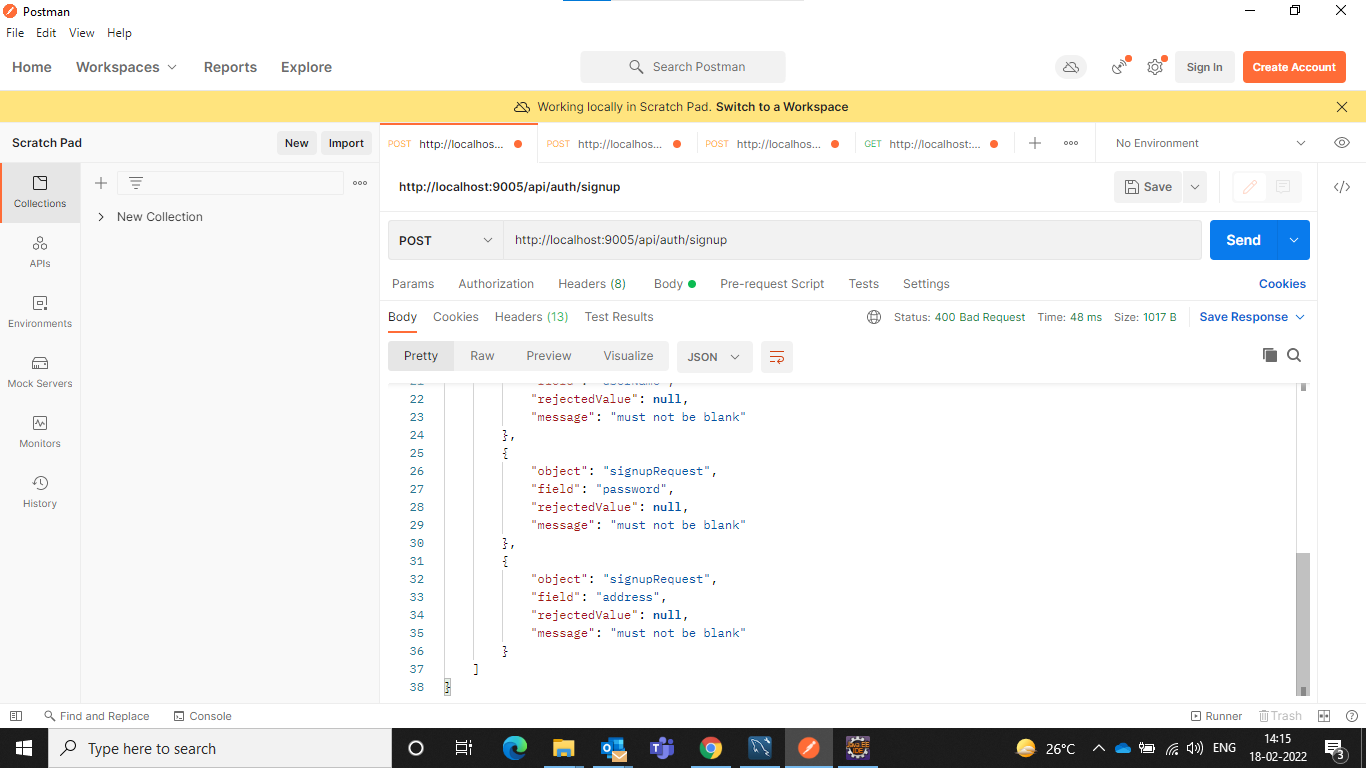 Postman
File Edit View Help
Home Workspaces Reports Explore Search Postman Sign In Create Account
Working locally in Scratch Pad. Switch to a Workspace
Scratch Pad New Import
POST http://localhos... POST http://localhos... POST http://localhos... GET http://localhost:... No Environment
Collections
APIs
Environments
Mock Servers
Monitors
History
New Collection
http://localhost:9005/api/auth/signup Save
POST http://localhost:9005/api/auth/signup Send
Params Authorization Headers (8) Body Pre-request Script Tests Settings Cookies
Body Cookies Headers (13) Test Results Status: 400 Bad Request Time: 48 ms Size: 1017 B Save Response
Pretty Raw Preview Visualize JSON
22 "rejectedValue": null,
23 "message": "must not be blank"
24 },
25 {
26 "object": "signupRequest",
27 "field": "password",
28 "rejectedValue": null,
29 "message": "must not be blank"
30 },
31 {
32 "object": "signupRequest",
33 "field": "address",
34 "rejectedValue": null,
35 "message": "must not be blank"
36 }
37 ]
38 }
Find and Replace Console Runner Trash
Type here to search 26°C ENG 14:15
18-02-2022 3